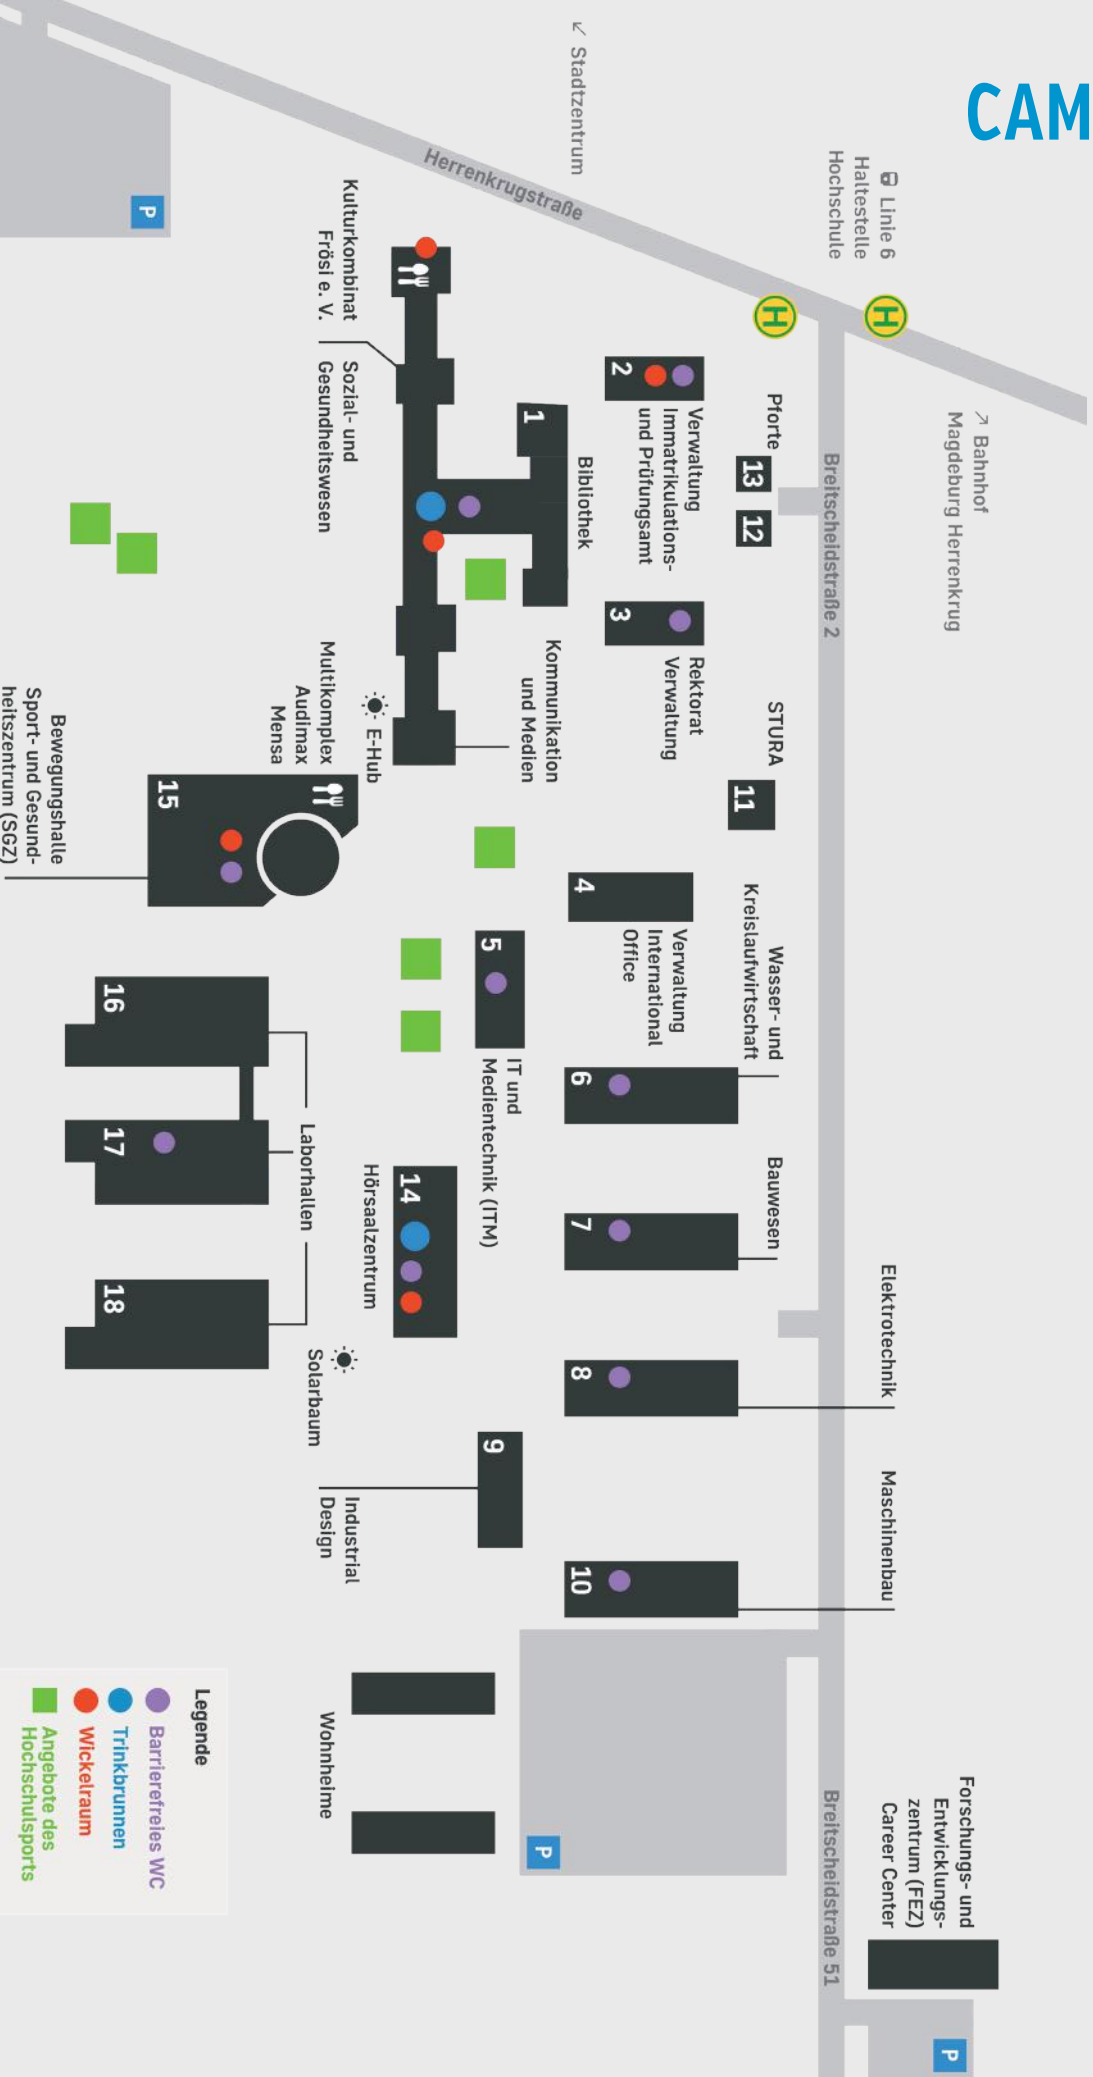 CAM
Linie 6
Haltestelle
Hochschule
↙ Stadtzentrum
Herrenkrugstraße
H
H
↗ Bahnhof
Magdeburg Herrenkrug
P
Breitscheidstraße 2
Pforte
13
12
2
Verwaltung
Immatrikulations-
und Prüfungsamt
3
Rektorat
Verwaltung
STURA
11
1
Bibliothek
Kulturkombinat
Frösi e. V.
Sozial- und
Gesundheitswesen
Kommunikation
und Medien
E-Hub
Multikomplex
Audimax
Mensa
15
Bewegungshalle
Sport- und Gesund-
heitszentrum (SGZ)
4
Verwaltung
International
Office
5
IT und
Medientechnik (ITM)
Wasser- und
Kreislaufwirtschaft
6
Bauwesen
7
Elektrotechnik
8
Maschinenbau
10
14
Hörsaalzentrum
16
17
18
Laborhallen
Solarbaum
9
Industrial
Design
Wohnheime
P
Breitscheidstraße 51
Forschungs- und
Entwicklungs-
zentrum (FEZ)
Career Center
P
Legende
Barrierefreies WC
Trinkbrunnen
Wickelraum
Angebote des
Hochschulsports